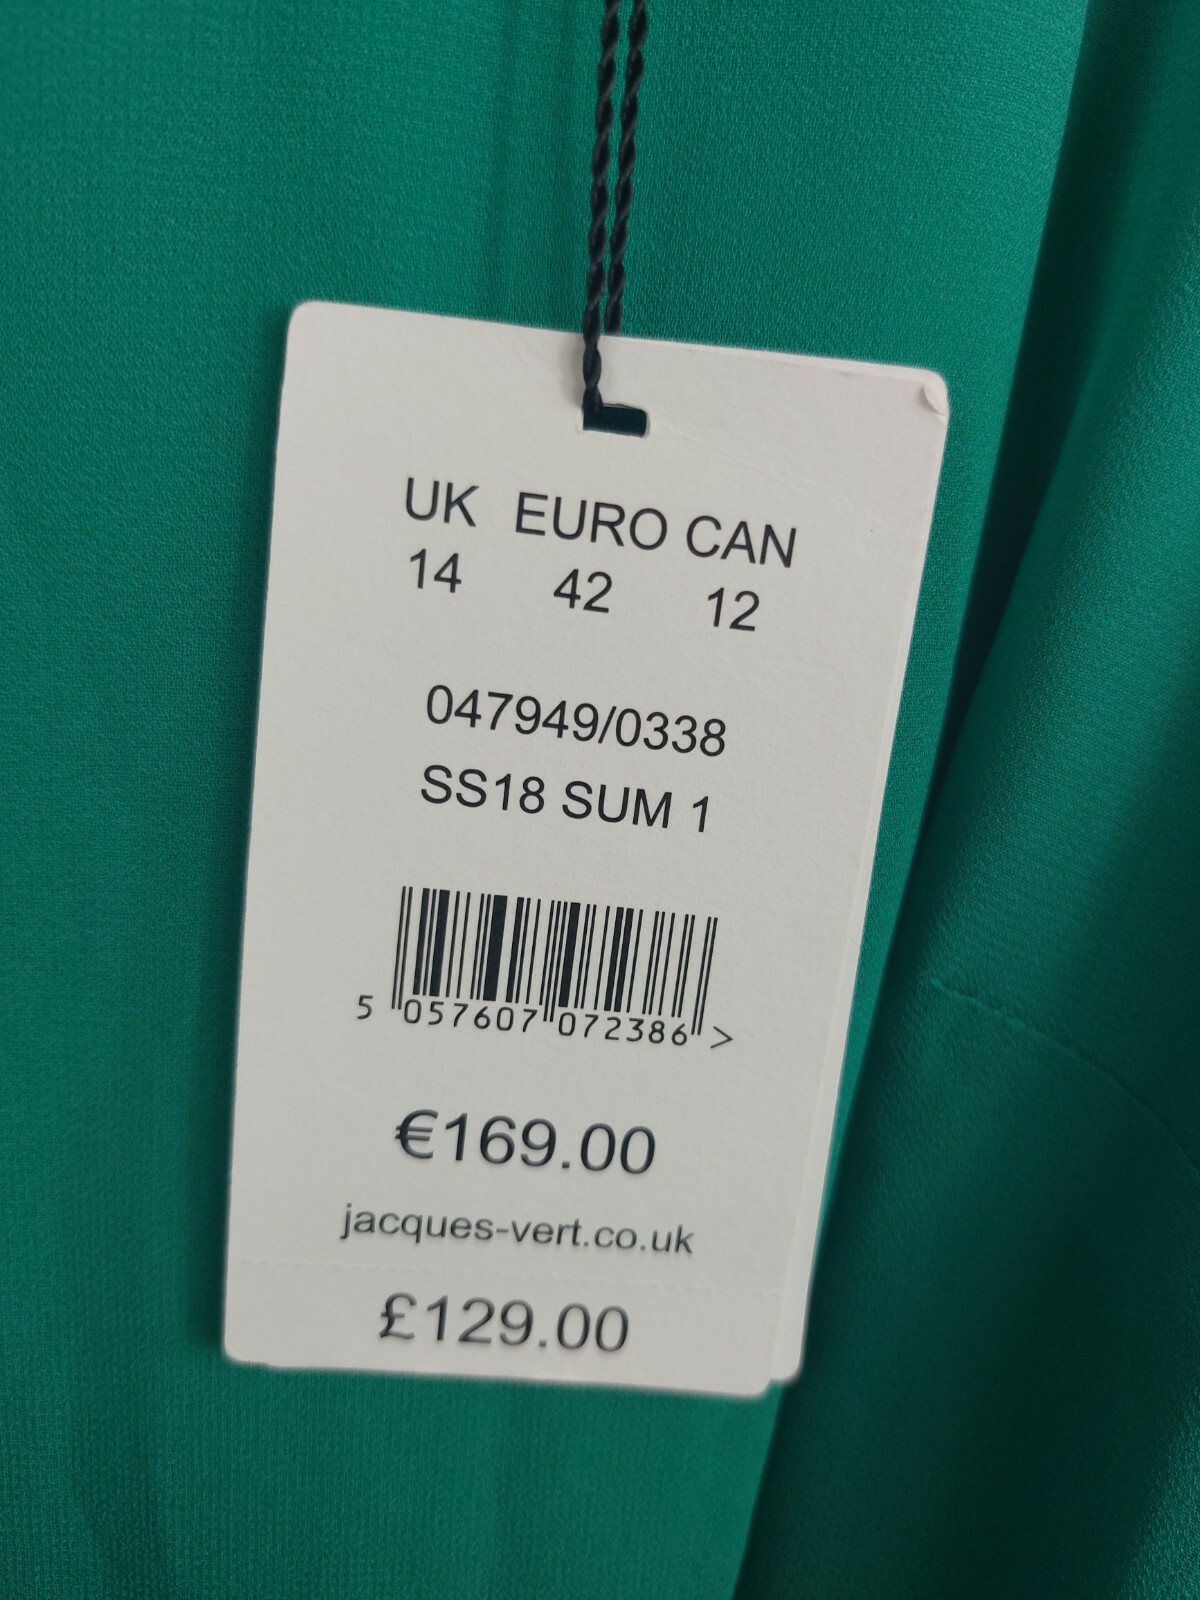 UK EURO CAN
14 42 12
047949/0338
SS18 SUM 1
5 057607 072386 >
€169.00
jacques-vert.co.uk
£129.00